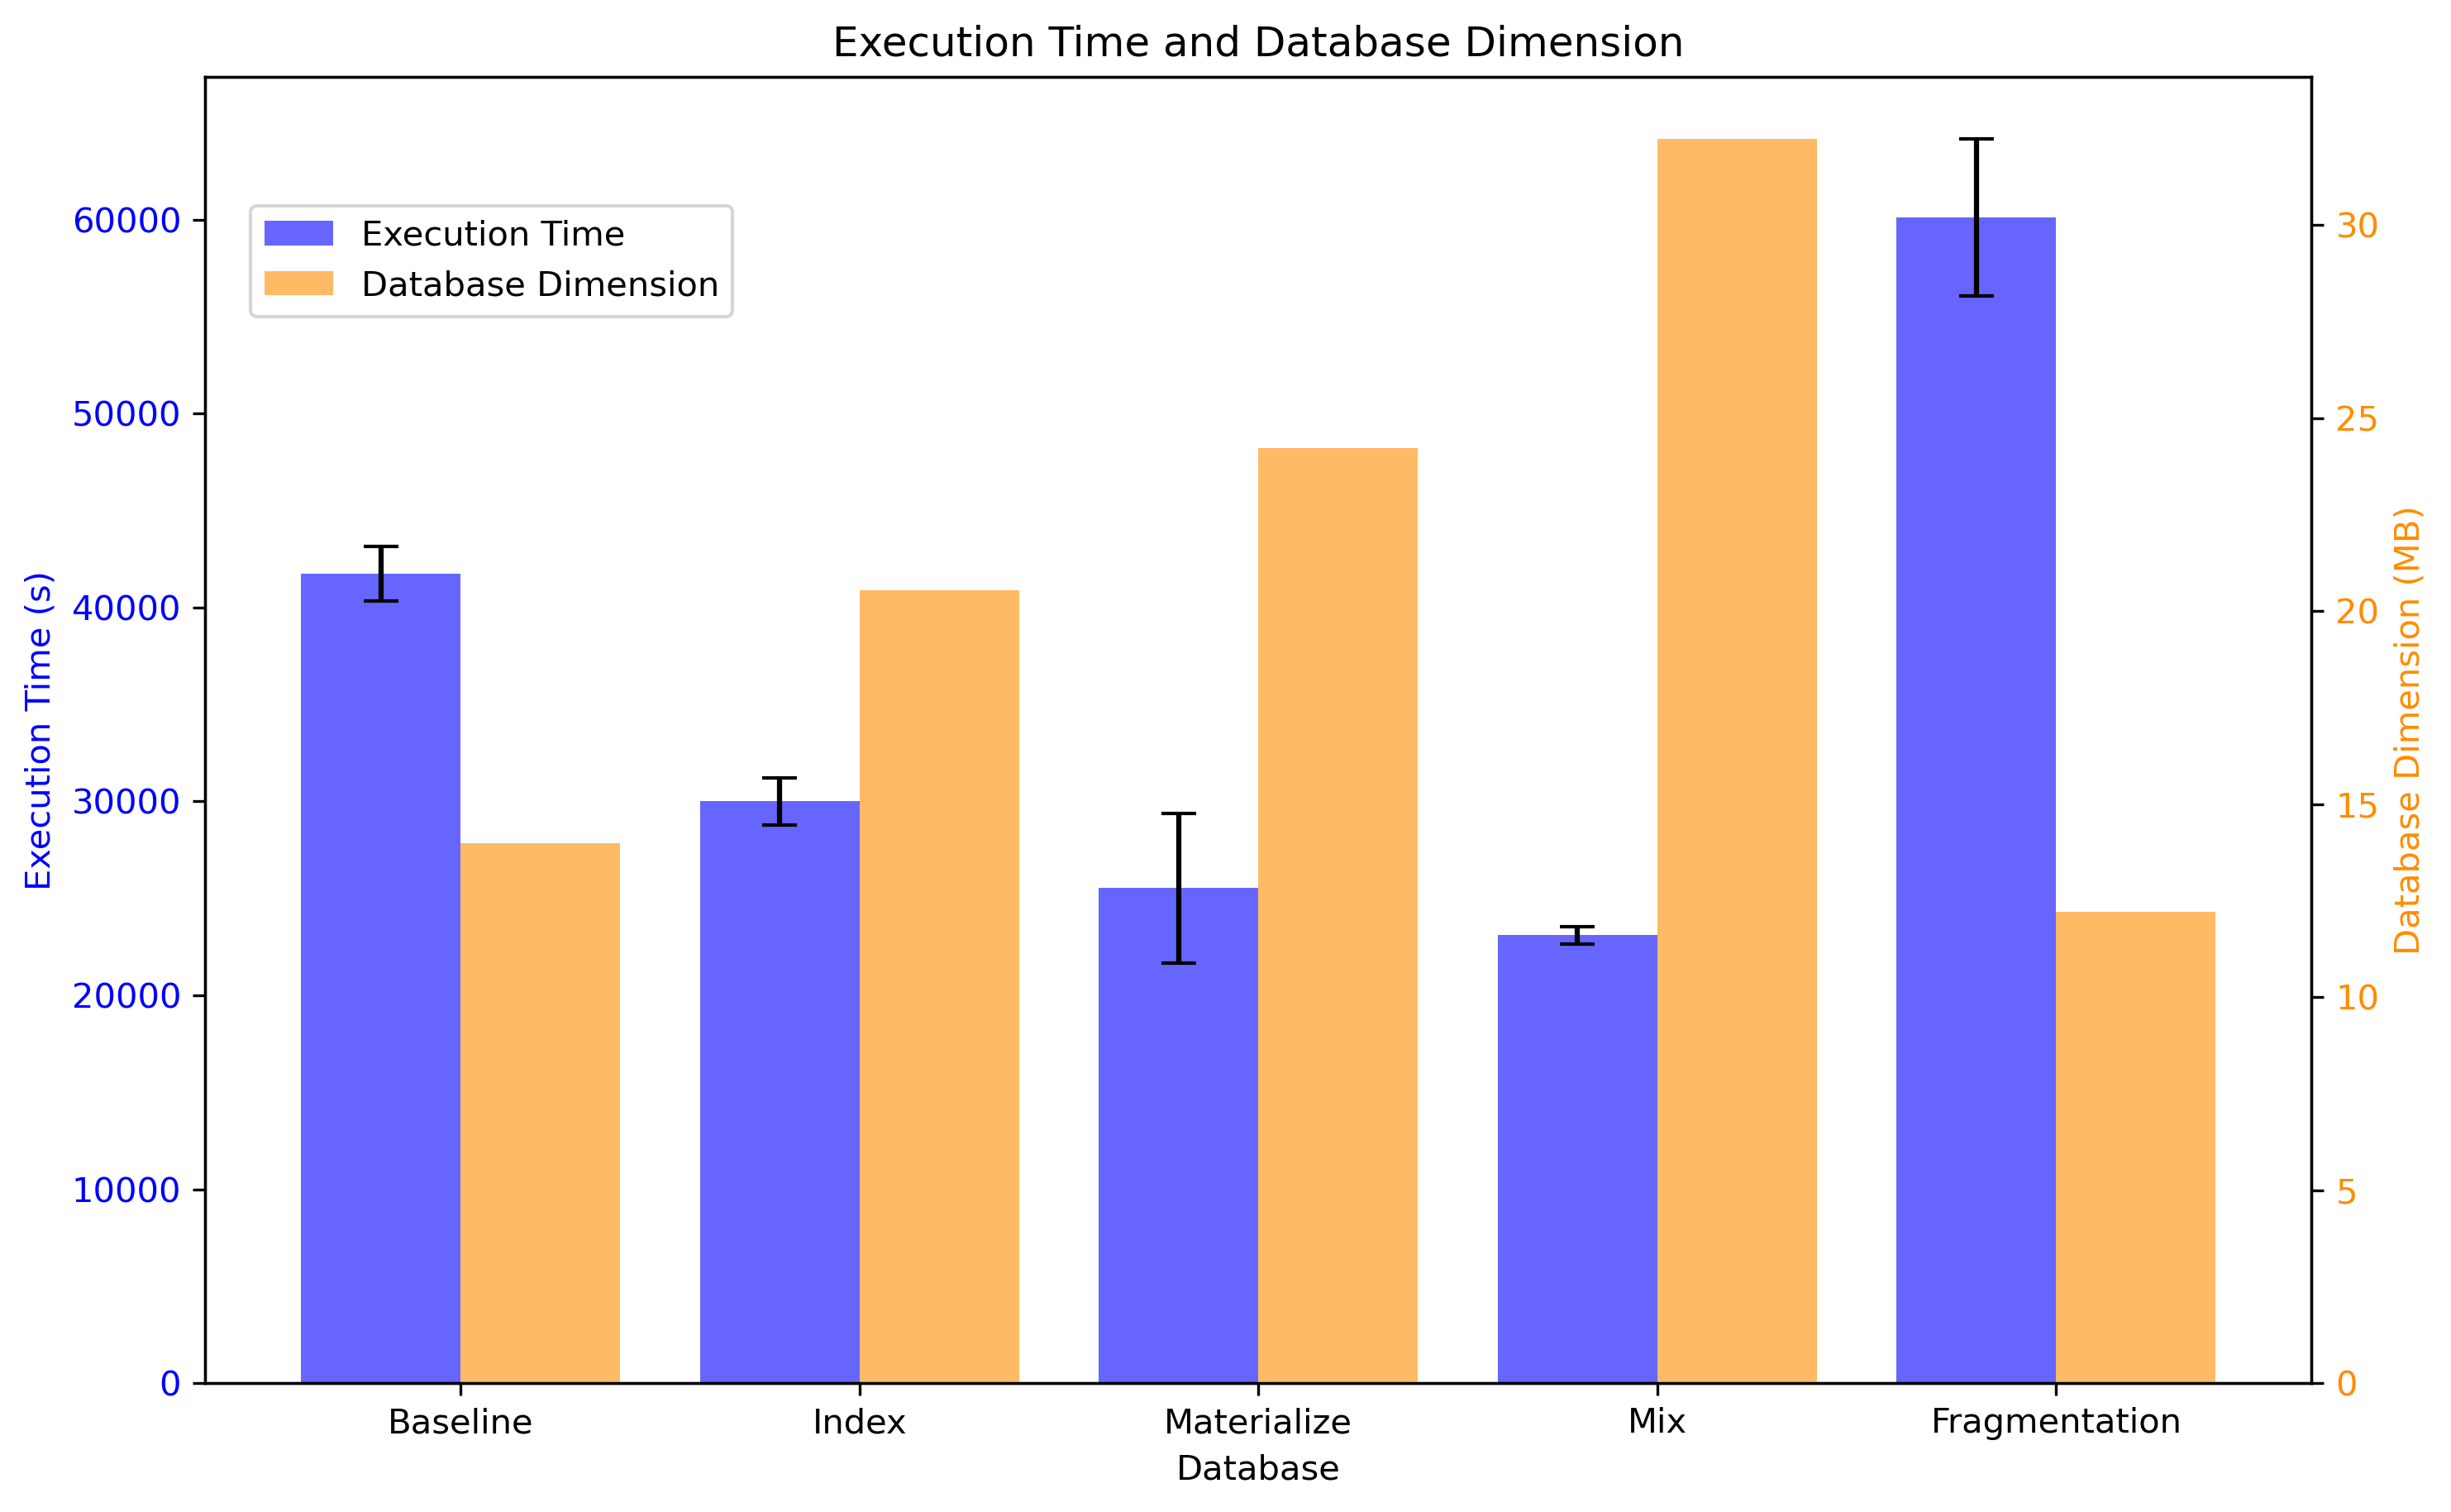 Execution Time and Database Dimension
Execution Time
Database Dimension
60000
50000
40000
30000
20000
10000
0
Execution Time (s)
30
25
20
15
10
5
0
Database Dimension (MB)
Baseline Index Materialize Mix Fragmentation
Database